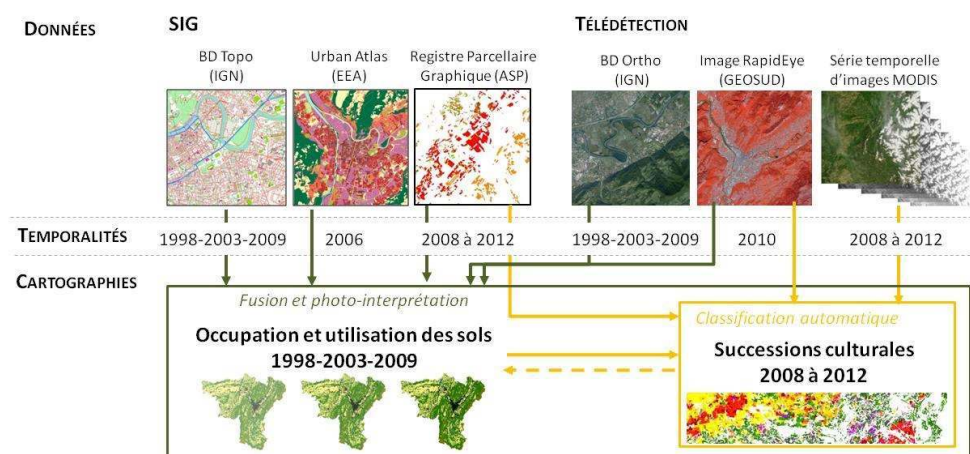 DONNÉES
SIG
TÉLÉDÉTECTION
BD Topo
(IGN)
Urban Atlas
(EEA)
Registre Parcellaire
Graphique (ASP)
BD Ortho
(IGN)
Image RapidEye
(GEOSUD)
Série temporelle
d'images MODIS
TEMPORALITÉS
1998-2003-2009
2006
2008 à 2012
1998-2003-2009
2010
2008 à 2012
CARTOGRAPHIES
Fusion et photo-interprétation
Occupation et utilisation des sols
1998-2003-2009
Classification automatique
Successions culturales
2008 à 2012